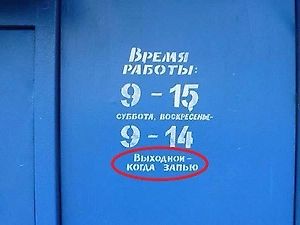 ВРЕМЯ
РАБОТЫ:
9 - 15
СУББОТА, ВОСКРЕСЕНЬЕ-
9 - 14
ВЫХОДНОЙ -
КОГДА ЗАПЬЮ